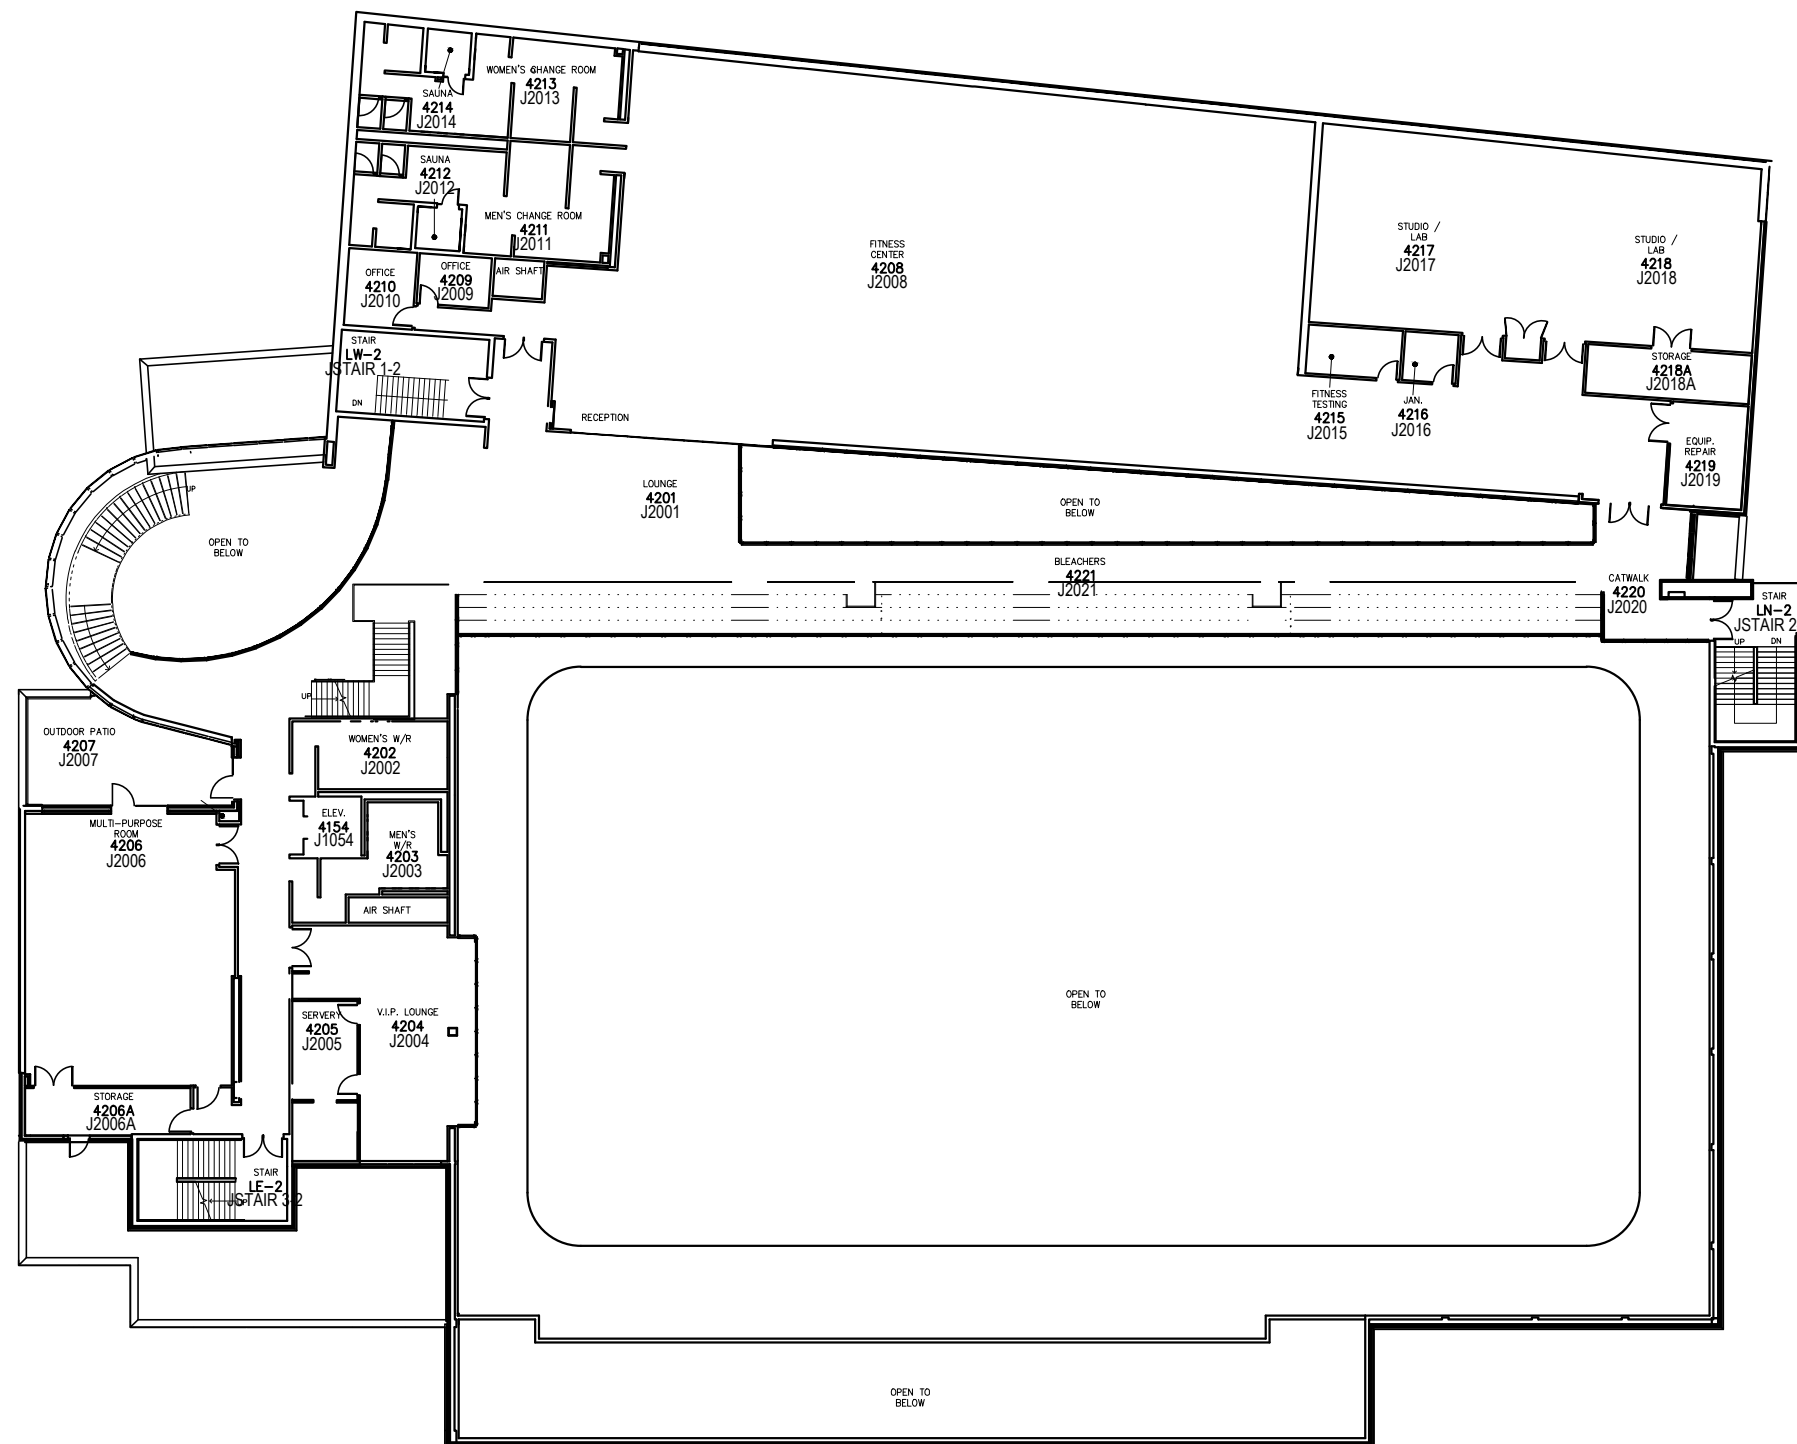 WOMEN'S CHANGE ROOM
4213
J2013
SAUNA
4214
J2014
SAUNA
4212
J2012
MEN'S CHANGE ROOM
4211
J2011
OFFICE
4210
J2010
OFFICE
4209
J2009
AIR SHAFT
FITNESS
CENTER
4208
J2008
STUDIO /
LAB
4217
J2017
STUDIO /
LAB
4218
J2018
STAIR
LW-2
JSTAIR 1-2
DN
RECEPTION
FITNESS
TESTING
4215
J2015
JAN.
4216
J2016
STORAGE
4218A
J2018A
EQUIP.
REPAIR
4219
J2019
UP
OPEN TO
BELOW
LOUNGE
4201
J2001
OPEN TO
BELOW
BLEACHERS
4221
J2021
CATWALK
4220
J2020
STAIR
LN-2
JSTAIR 2
UP
DN
UP
OUTDOOR PATIO
4207
J2007
WOMEN'S W/R
4202
J2002
MULTI-PURPOSE
ROOM
4206
J2006
ELEV.
4154
J1054
MEN'S
W/R
4203
J2003
AIR SHAFT
SERVERY
4205
J2005
V.I.P. LOUNGE
4204
J2004
OPEN TO
BELOW
STORAGE
4206A
J2006A
STAIR
LE-2
JSTAIR 3-2
UP
OPEN TO
BELOW